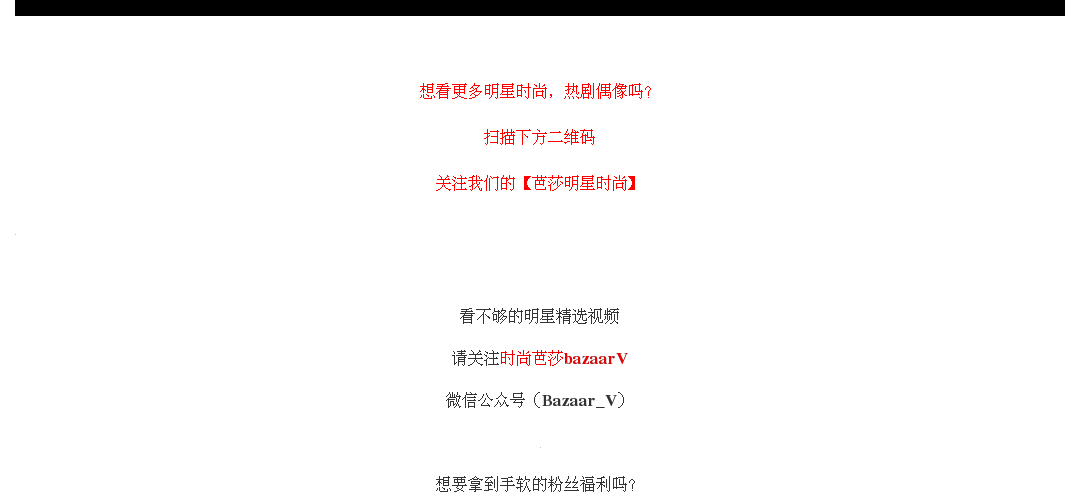 想看更多明星时尚，热剧偶像吗？
扫描下方二维码
关注我们的【芭莎明星时尚】
看不够的明星精选视频
请关注时尚芭莎bazaarV
微信公众号（Bazaar_V）
想要拿到手软的粉丝福利吗？